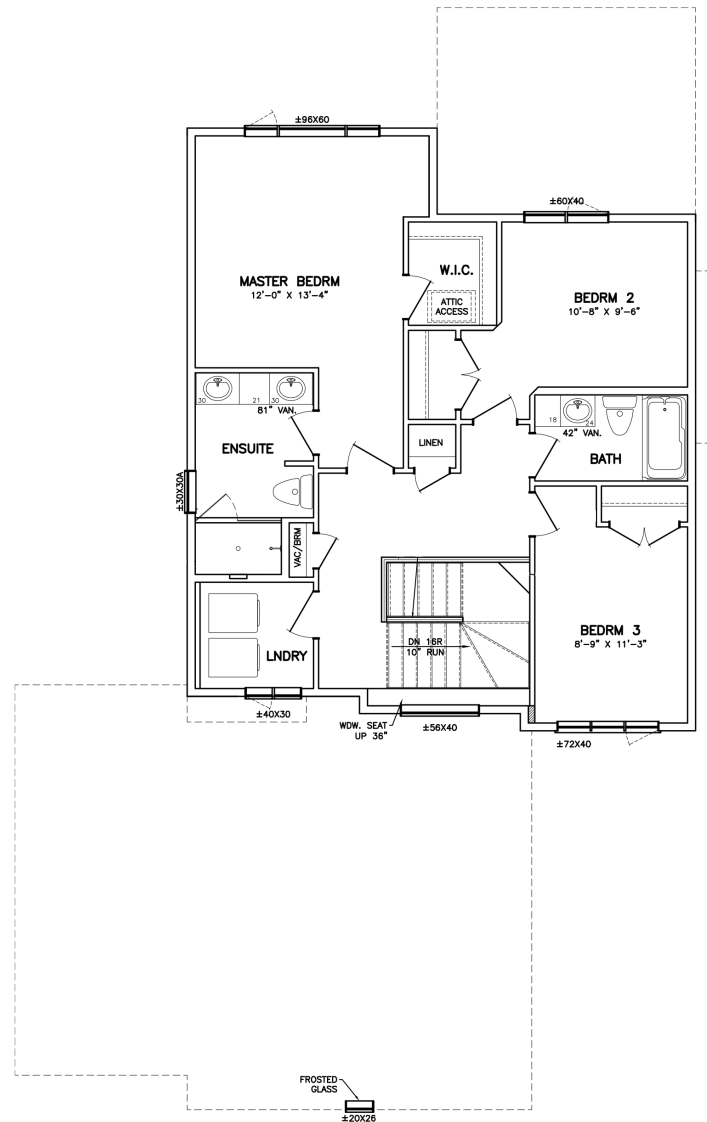 ±96X60
±60X40
MASTER BEDRM
12'-0" X 13'-4"
W.I.C.
ATTIC
ACCESS
BEDRM 2
10'-8" X 9'-6"
30
21
30
81" VAN.
ENSUITE
LINEN
18
24
42" VAN.
BATH
±30X30A
VAC/BRM
LNDRY
DN 16R
10" RUN
BEDRM 3
8'-9" X 11'-3"
±40X30
WDW. SEAT
UP 36"
±56X40
±72X40
FROSTED
GLASS
±20X26